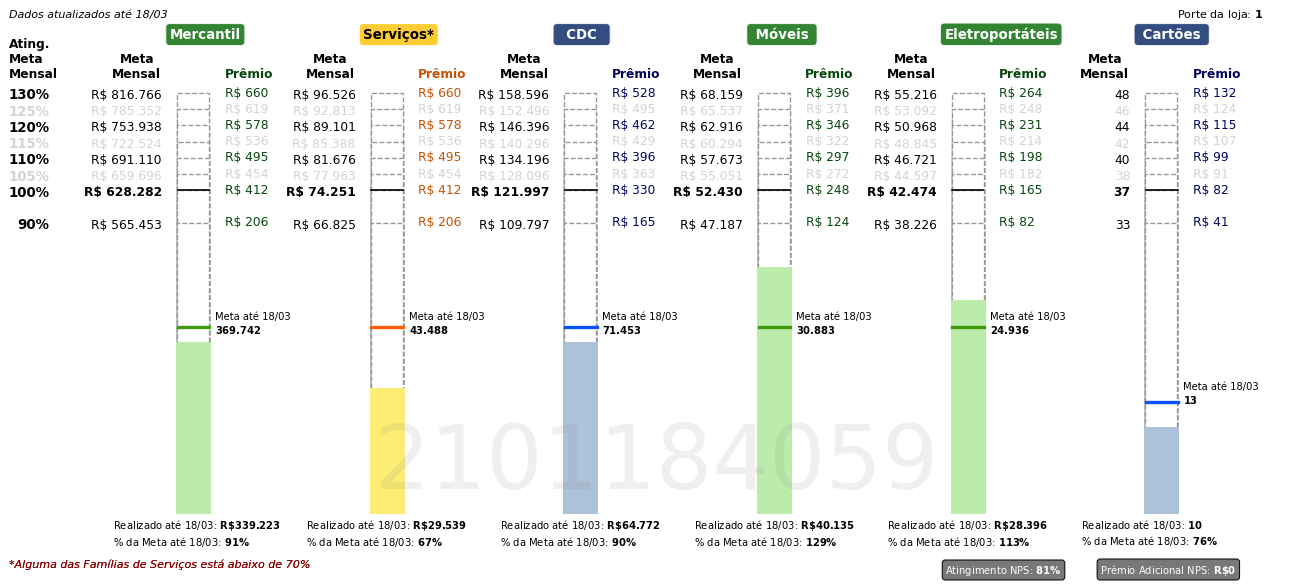 Dados atualizados até 18/03
Porte da loja: 1
Mercantil Serviços* CDC Móveis Eletroportáteis Cartões
Ating. Meta Mensal
Meta Mensal Prêmio Meta Mensal Prêmio Meta Mensal Prêmio Meta Mensal Prêmio Meta Mensal Prêmio Meta Mensal Prêmio
130% R$ 816.766 R$ 660 R$ 96.526 R$ 660 R$ 158.596 R$ 528 R$ 68.159 R$ 396 R$ 55.216 R$ 264 48 R$ 132
125% R$ 785.352 R$ 619 R$ 92.813 R$ 619 R$ 152.496 R$ 495 R$ 65.537 R$ 371 R$ 53.092 R$ 248 46 R$ 124
120% R$ 753.938 R$ 578 R$ 89.101 R$ 578 R$ 146.396 R$ 462 R$ 62.916 R$ 346 R$ 50.968 R$ 231 44 R$ 115
115% R$ 722.524 R$ 536 R$ 85.388 R$ 536 R$ 140.296 R$ 429 R$ 60.294 R$ 322 R$ 48.845 R$ 214 42 R$ 107
110% R$ 691.110 R$ 495 R$ 81.676 R$ 495 R$ 134.196 R$ 396 R$ 57.673 R$ 297 R$ 46.721 R$ 198 40 R$ 99
105% R$ 659.696 R$ 454 R$ 77.963 R$ 454 R$ 128.096 R$ 363 R$ 55.051 R$ 272 R$ 44.597 R$ 182 38 R$ 91
100% R$ 628.282 R$ 412 R$ 74.251 R$ 412 R$ 121.997 R$ 330 R$ 52.430 R$ 248 R$ 42.474 R$ 165 37 R$ 82
90% R$ 565.453 R$ 206 R$ 66.825 R$ 206 R$ 109.797 R$ 165 R$ 47.187 R$ 124 R$ 38.226 R$ 82 33 R$ 41
Meta até 18/03 Meta até 18/03 Meta até 18/03 Meta até 18/03 Meta até 18/03
369.742 43.488 71.453 30.883 24.936
Meta até 18/03
13
2101184059
Realizado até 18/03: R$339.223 Realizado até 18/03: R$29.539 Realizado até 18/03: R$64.772 Realizado até 18/03: R$40.135 Realizado até 18/03: R$28.396 Realizado até 18/03: 10
% da Meta até 18/03: 91% % da Meta até 18/03: 67% % da Meta até 18/03: 90% % da Meta até 18/03: 129% % da Meta até 18/03: 113% % da Meta até 18/03: 76%
*Alguma das Famílias de Serviços está abaixo de 70%
Atingimento NPS: 81% Prêmio Adicional NPS: R$0